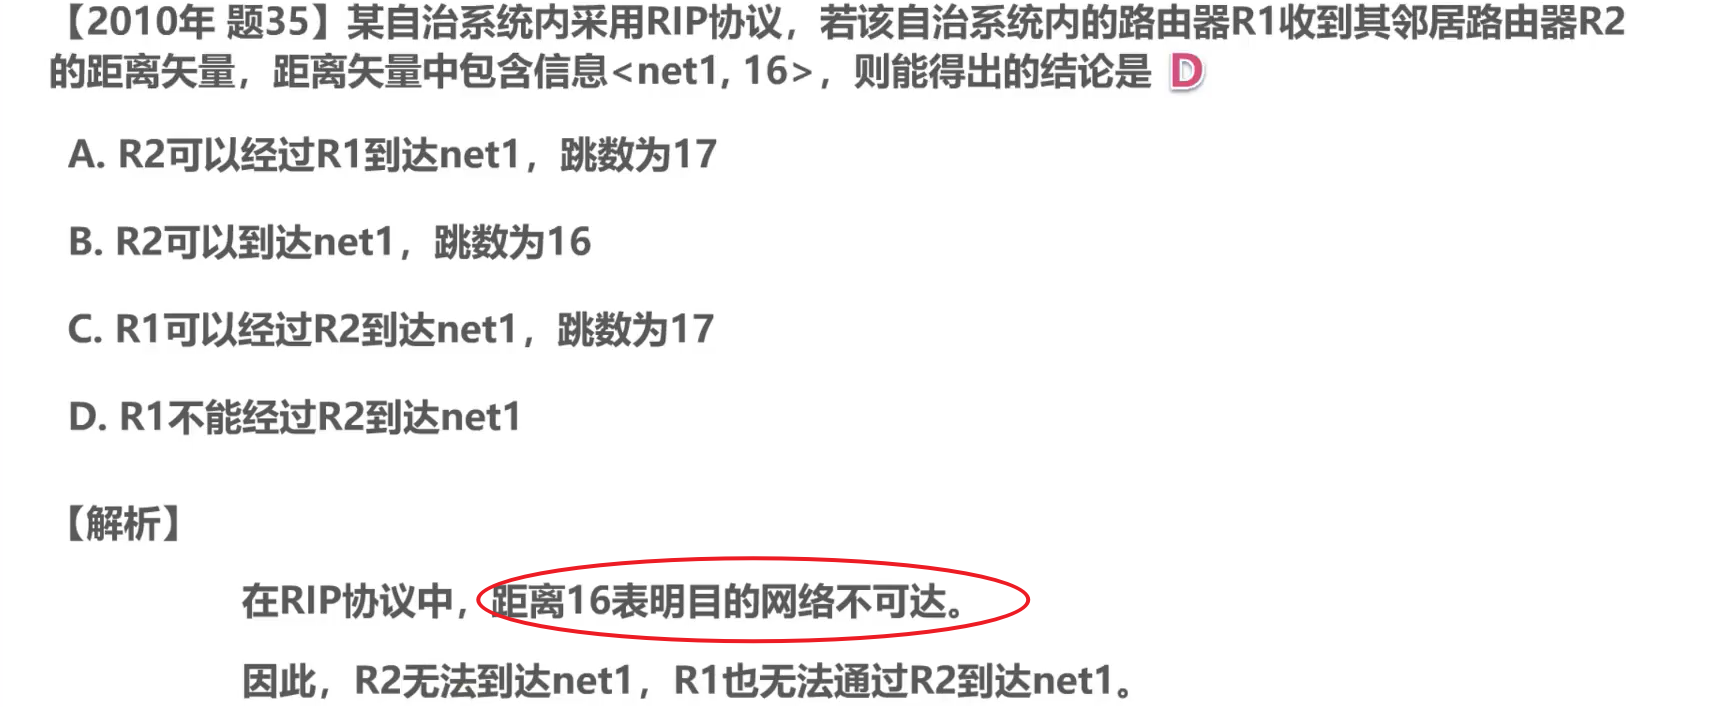 【2010年 题35】某自治系统内采用RIP协议，若该自治系统内的路由器R1收到其邻居路由器R2
的距离矢量，距离矢量中包含信息<net1, 16>，则能得出的结论是 D
A. R2可以经过R1到达net1，跳数为17
B. R2可以到达net1，跳数为16
C. R1可以经过R2到达net1，跳数为17
D. R1不能经过R2到达net1
【解析】
在RIP协议中，距离16表明目的网络不可达。
因此，R2无法到达net1，R1也无法通过R2到达net1。